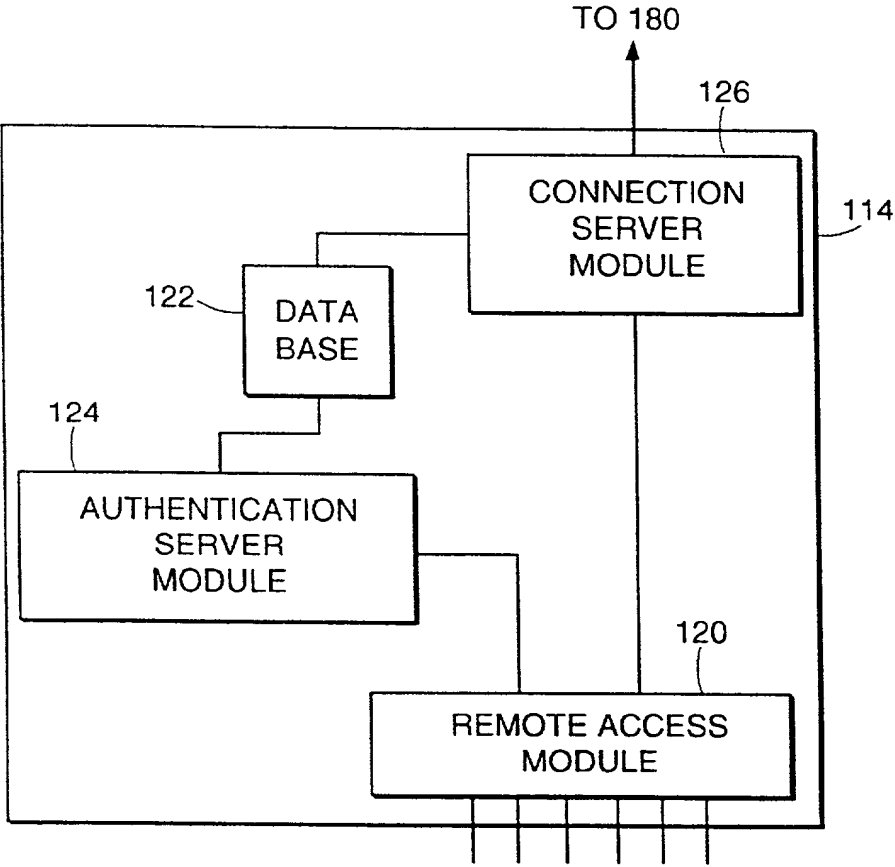 TO 180
126
CONNECTION
SERVER
MODULE
114
122
DATA
BASE
124
AUTHENTICATION
SERVER
MODULE
120
REMOTE ACCESS
MODULE